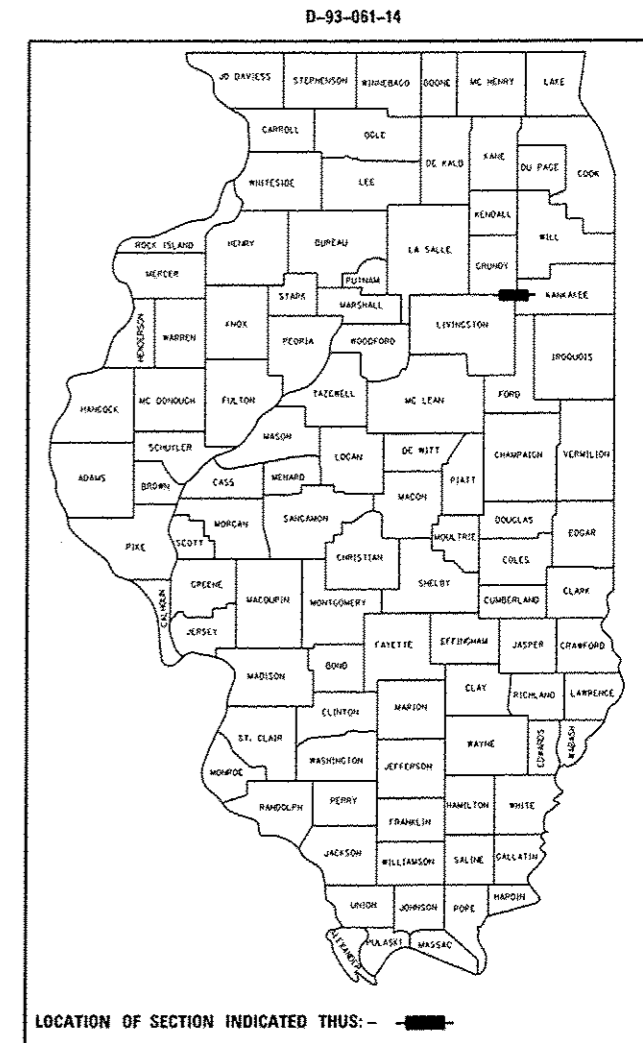 D-93-061-14
JO DAVIESS STEPHENSON WINNEBAGO BOONE MC HENRY LAKE
CARROLL OGLE
DE KALB KANE DU PAGE COOK
WHITESIDE LEE
KENDALL WILL
ROCK ISLAND HENRY BUREAU LA SALLE GRUNDY
MERCER PUTNAM KANKAKEE
STARK MARSHALL LIVINGSTON
HENDERSON WARREN KNOX PEORIA WOODFORD IROQUOIS
HANCOCK MC DONOUGH FULTON TAZEWELL MC LEAN FORD
MASON
SCHUYLER LOGAN DE WITT CHAMPAIGN VERMILION
ADAMS BROWN CASS MENARD PIATT
MACON
MORGAN SANGAMON DOUGLAS EDGAR
PIKE SCOTT CHRISTIAN MOULTRIE COLES
GREENE MACOUPIN MONTGOMERY SHELBY CUMBERLAND CLARK
CALHOUN JERSEY
FAYETTE EFFINGHAM JASPER CRAWFORD
MADISON BOND CLAY RICHLAND LAWRENCE
CLINTON MARION
ST. CLAIR WAYNE EDWARDS WABASH
WASHINGTON JEFFERSON
MONROE
RANDOLPH PERRY HAMILTON WHITE
FRANKLIN
JACKSON WILLIAMSON SALINE GALLATIN
UNION JOHNSON POPE HARDIN
ALEXANDER PULASKI MASSAC
LOCATION OF SECTION INDICATED THUS: -